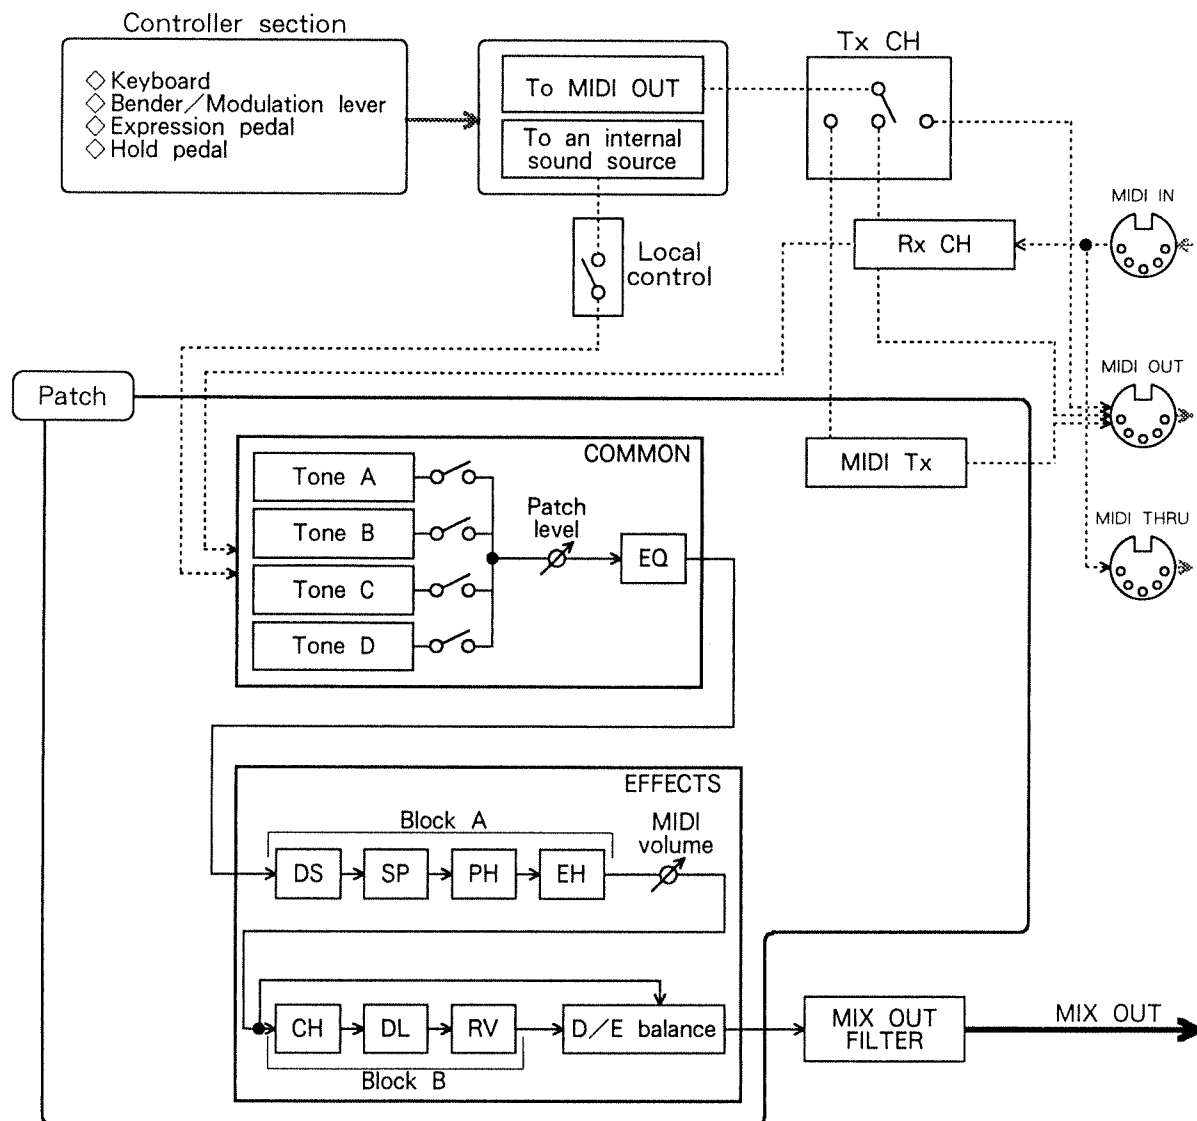 Controller section
◇ Keyboard
◇ Bender/Modulation lever
◇ Expression pedal
◇ Hold pedal
To MIDI OUT
To an internal
sound source
Tx CH
Local
control
Rx CH
MIDI IN
MIDI OUT
MIDI THRU
MIDI Tx
Patch
COMMON
Tone A
Tone B
Tone C
Tone D
Patch
level
EQ
EFFECTS
Block A
MIDI
volume
DS
SP
PH
EH
CH
DL
RV
D/E balance
Block B
MIX OUT
FILTER
MIX OUT